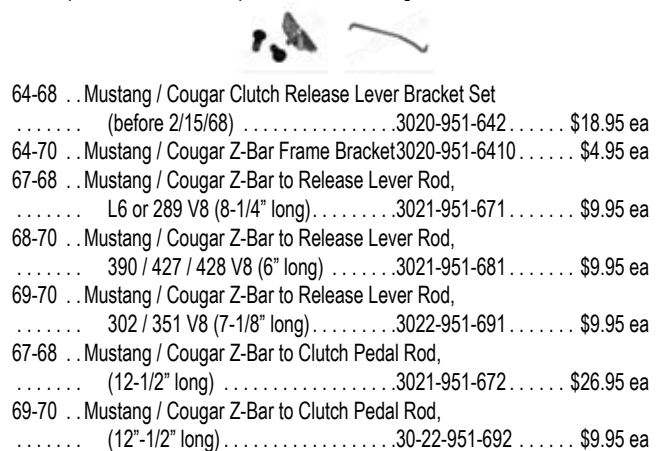 64-68 . . Mustang / Cougar Clutch Release Lever Bracket Set
. . . . . . . (before 2/15/68) . . . . . . . . . . . . . . . .3020-951-642 . . . . . . $18.95 ea
64-70 . . Mustang / Cougar Z-Bar Frame Bracket3020-951-6410 . . . . . . $4.95 ea
67-68 . . Mustang / Cougar Z-Bar to Release Lever Rod,
. . . . . . . L6 or 289 V8 (8-1/4” long). . . . . . . . .3021-951-671 . . . . . . . $9.95 ea
68-70 . . Mustang / Cougar Z-Bar to Release Lever Rod,
. . . . . . . 390 / 427 / 428 V8 (6” long) . . . . . . .3021-951-681 . . . . . . . $9.95 ea
69-70 . . Mustang / Cougar Z-Bar to Release Lever Rod,
. . . . . . . 302 / 351 V8 (7-1/8” long) . . . . . . . . .3022-951-691 . . . . . . . $9.95 ea
67-68 . . Mustang / Cougar Z-Bar to Clutch Pedal Rod,
. . . . . . . (12-1/2” long) . . . . . . . . . . . . . . . . . .3021-951-672 . . . . . . $26.95 ea
69-70 . . Mustang / Cougar Z-Bar to Clutch Pedal Rod,
. . . . . . . (12”-1/2” long) . . . . . . . . . . . . . . . . . .30-22-951-692 . . . . . . $9.95 ea